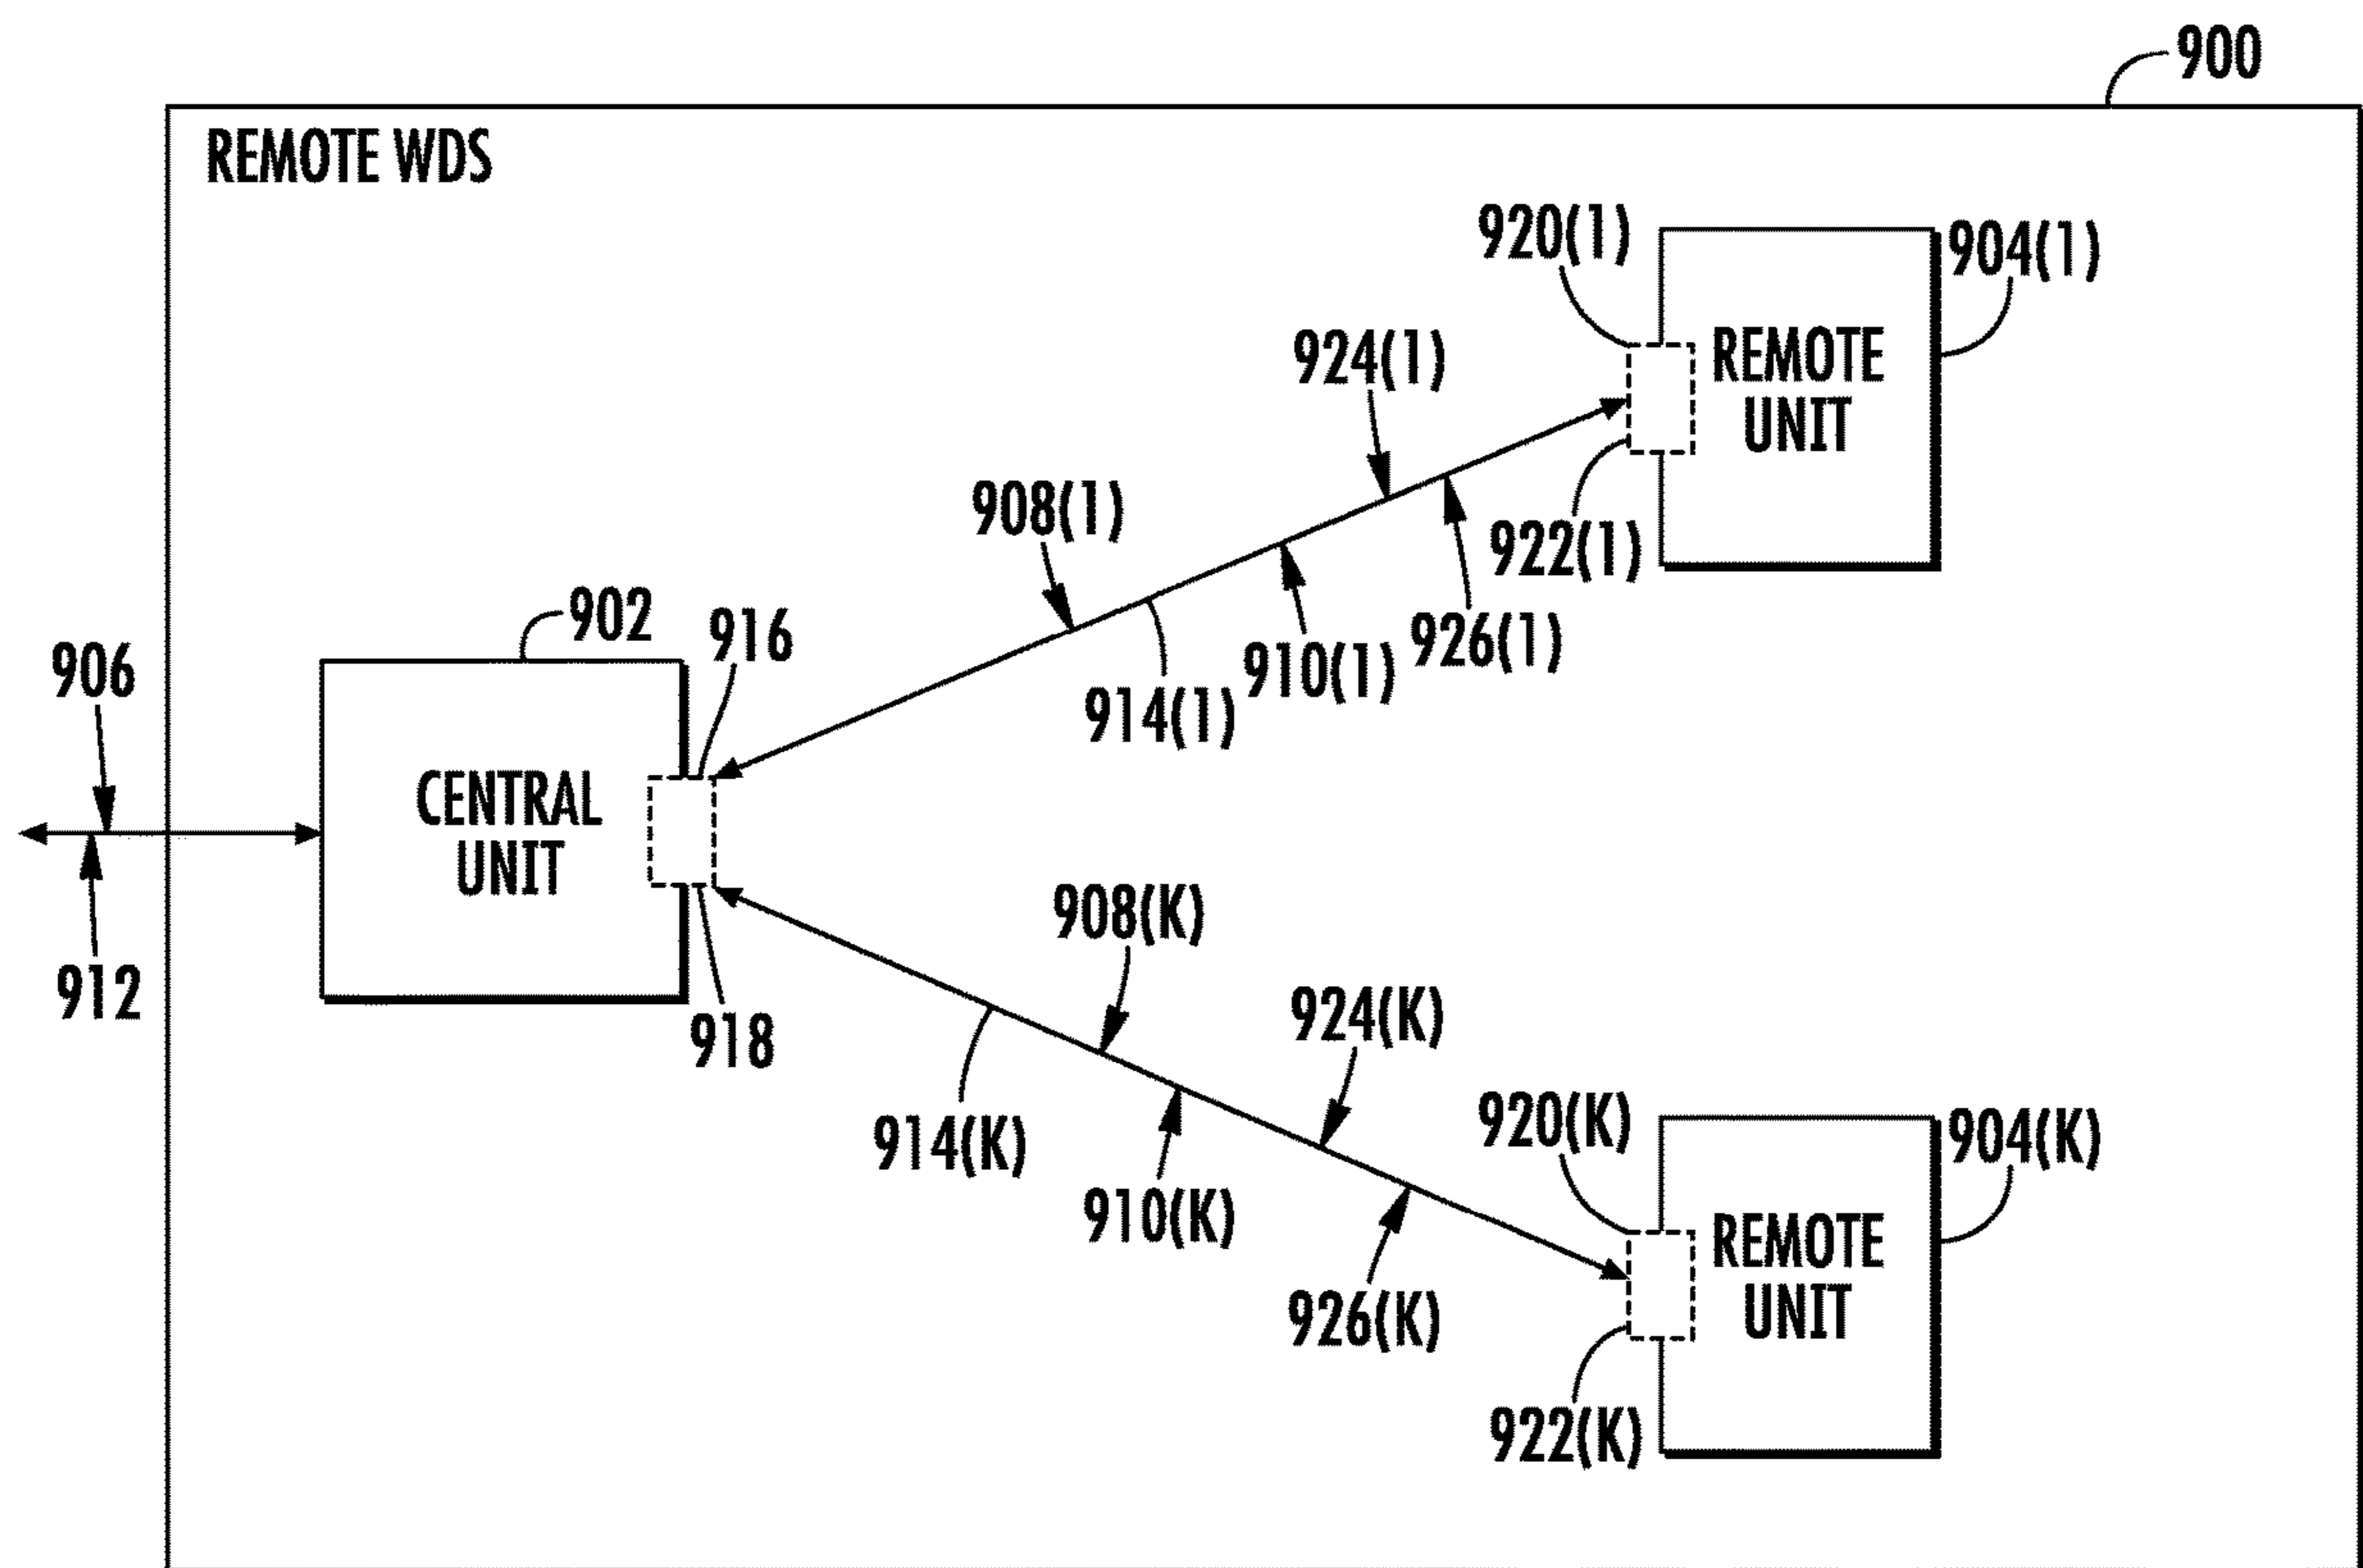 900
REMOTE WDS
920(1)
904(1)
REMOTE
UNIT
924(1)
908(1)
922(1)
902
916
926(1)
906
910(1)
914(1)
CENTRAL
UNIT
908(K)
912
918
924(K)
920(K)
904(K)
914(K)
910(K)
REMOTE
UNIT
926(K)
922(K)